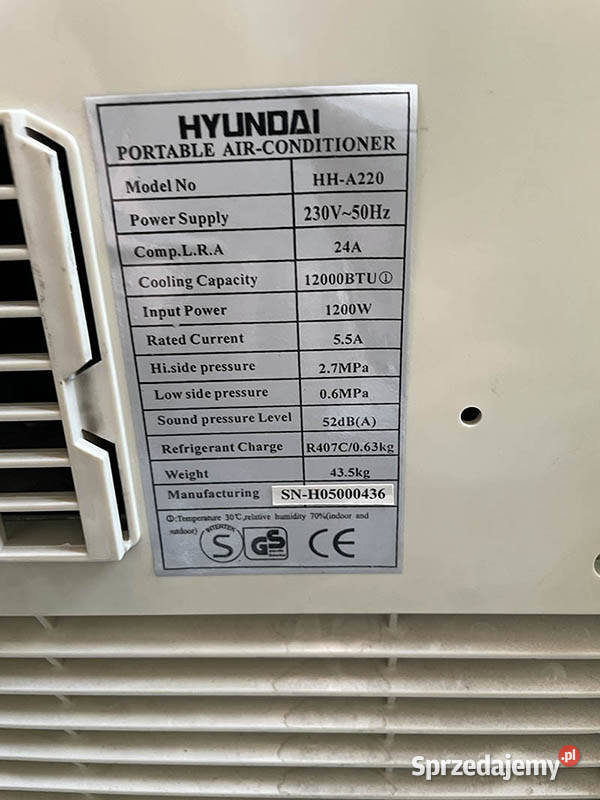 HYUNDAI
PORTABLE AIR-CONDITIONER
Model No HH-A220
Power Supply 230V~50Hz
Comp.L.R.A 24A
Cooling Capacity 12000BTU①
Input Power 1200W
Rated Current 5.5A
Hi.side pressure 2.7MPa
Low side pressure 0.6MPa
Sound pressure Level 52dB(A)
Refrigerant Charge R407C/0.63kg
Weight 43.5kg
Manufacturing SN-H05000436
①:Temperature 30℃,relative humidity 70%(indoor and
outdoor)
INTERTEK
S GS CE
Sprzedajemy.pl